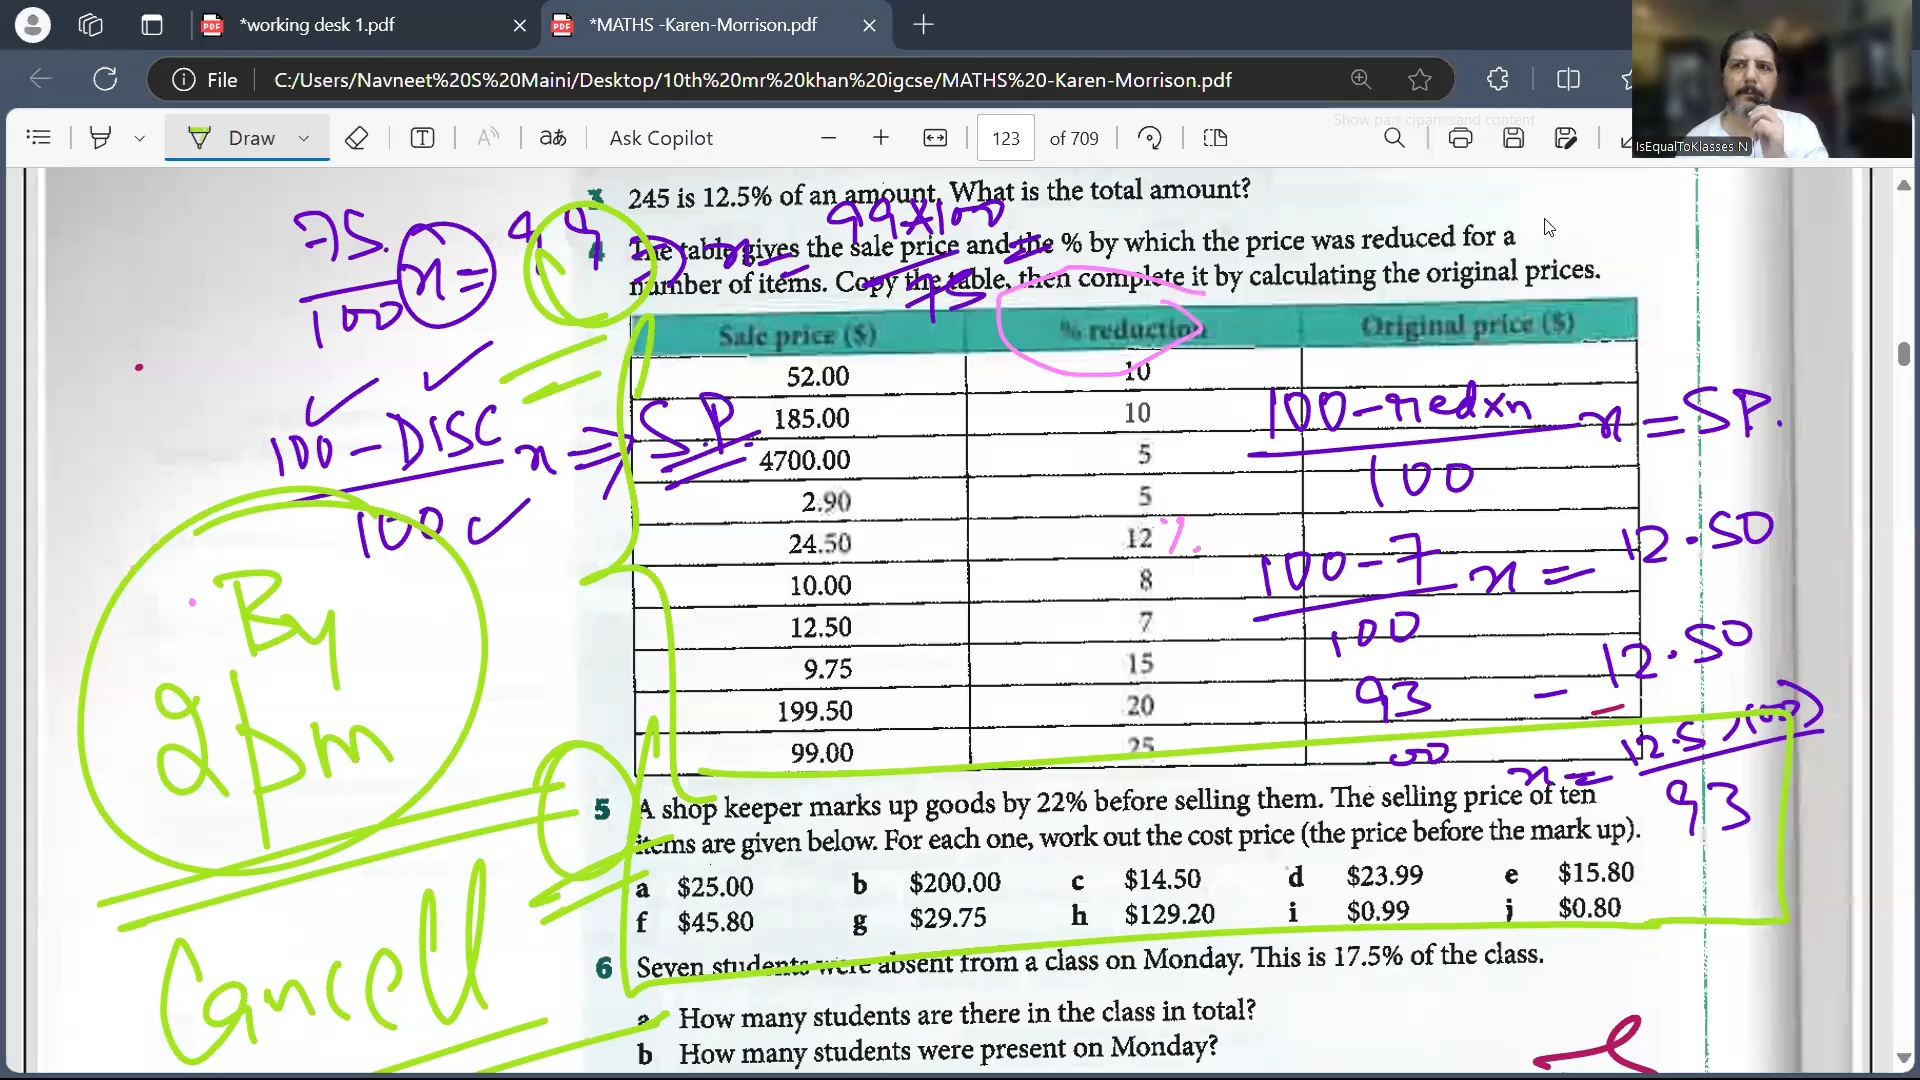 *working desk 1.pdf
*MATHS -Karen-Morrison.pdf
File
C:/Users/Navneet%20S%20Maini/Desktop/10th%20mr%20khan%20igcse/MATHS%20-Karen-Morrison.pdf
Draw
Ask Copilot
123 of 709
IsEqualToKlasses N
3 245 is 12.5% of an amount. What is the total amount?
4 The table gives the sale price and the % by which the price was reduced for a
number of items. Copy the table, then complete it by calculating the original prices.
Sale price ($) % reduction Original price ($)
52.00 10
185.00 10
4700.00 5
2.90 5
24.50 12 %
10.00 8
12.50 7
9.75 15
199.50 20
99.00 25
75
100
x = 99
x =
99 x 100
75
100 - DISC
100
x => S.P.
By
2pm
Cancell
100 - redxn
100
x = S.P.
100 - 7
100
x = 12.50
93
12.50
x =
93
5 A shop keeper marks up goods by 22% before selling them. The selling price of ten
items are given below. For each one, work out the cost price (the price before the mark up).
a $25.00 b $200.00 c $14.50 d $23.99 e $15.80
f $45.80 g $29.75 h $129.20 i $0.99 j $0.80
6 Seven students were absent from a class on Monday. This is 17.5% of the class.
a How many students are there in the class in total?
b How many students were present on Monday?